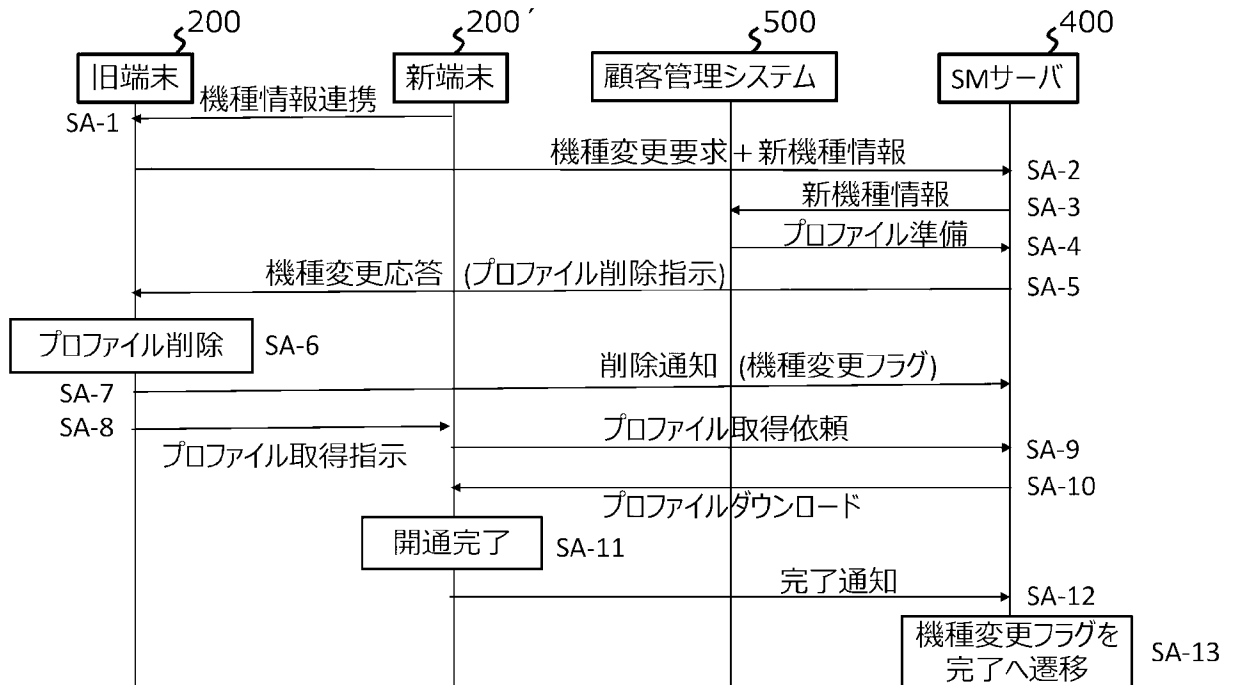 200
200´
500
400
旧端末
新端末
顧客管理システム
SMサーバ
機種情報連携
SA-1
機種変更要求＋新機種情報
SA-2
新機種情報
SA-3
プロファイル準備
SA-4
機種変更応答 (プロファイル削除指示)
SA-5
プロファイル削除
SA-6
削除通知 (機種変更フラグ)
SA-7
SA-8
プロファイル取得指示
プロファイル取得依頼
SA-9
SA-10
プロファイルダウンロード
開通完了
SA-11
完了通知
SA-12
機種変更フラグを
完了へ遷移
SA-13